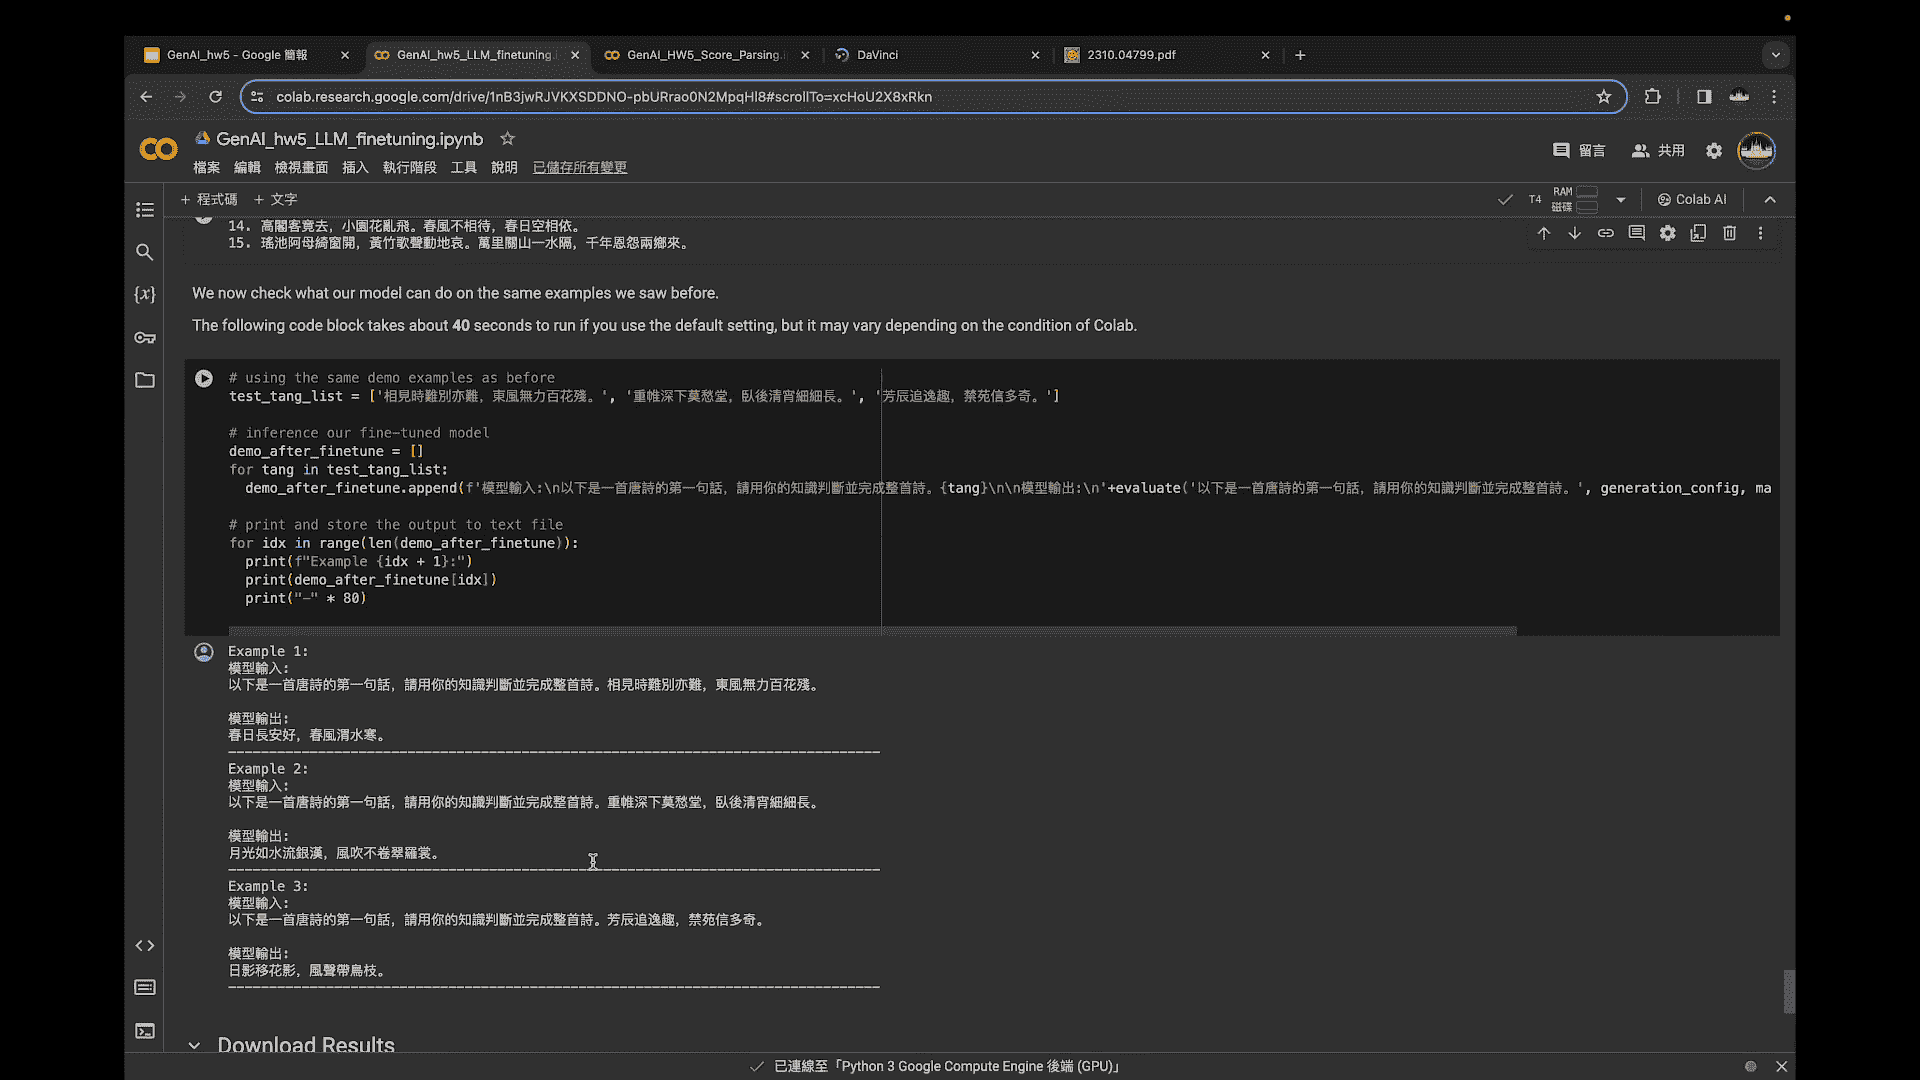 GenAI_hw5 - Google 簡報
GenAI_hw5_LLM_finetuning.i
GenAI_HW5_Score_Parsing.i
DaVinci
2310.04799.pdf
colab.research.google.com/drive/1nB3jwRJVKXSDDNO-pbURrao0N2MpqHl8#scrollTo=xcHoU2X8xRkn
GenAI_hw5_LLM_finetuning.ipynb
留言
共用
檔案 編輯 檢視畫面 插入 執行階段 工具 說明 已儲存所有變更
+ 程式碼 + 文字
T4
RAM
磁碟
Colab AI
14. 高閣客竟去，小園花亂飛。春風不相待，春日空相依。
15. 瑤池阿母綺窗開，黃竹歌聲動地哀。萬里關山一水隔，千年恩怨兩鄉來。
We now check what our model can do on the same examples we saw before.
The following code block takes about 40 seconds to run if you use the default setting, but it may vary depending on the condition of Colab.
# using the same demo examples as before
test_tang_list = ['相見時難別亦難，東風無力百花殘。', '重帷深下莫愁堂，臥後清宵細細長。', '芳辰追逸趣，禁苑信多奇。']
# inference our fine-tuned model
demo_after_finetune = []
for tang in test_tang_list:
demo_after_finetune.append(f'模型輸入:\n以下是一首唐詩的第一句話，請用你的知識判斷並完成整首詩。{tang}\n\n模型輸出:\n'+evaluate('以下是一首唐詩的第一句話，請用你的知識判斷並完成整首詩。', generation_config, ma
# print and store the output to text file
for idx in range(len(demo_after_finetune)):
print(f"Example {idx + 1}:")
print(demo_after_finetune[idx])
print("-" * 80)
Example 1:
模型輸入:
以下是一首唐詩的第一句話，請用你的知識判斷並完成整首詩。相見時難別亦難，東風無力百花殘。
模型輸出:
春日長安好，春風渭水寒。
--------------------------------------------------------------------------------
Example 2:
模型輸入:
以下是一首唐詩的第一句話，請用你的知識判斷並完成整首詩。重帷深下莫愁堂，臥後清宵細細長。
模型輸出:
月光如水流銀漢，風吹不卷翠羅裳。
--------------------------------------------------------------------------------
Example 3:
模型輸入:
以下是一首唐詩的第一句話，請用你的知識判斷並完成整首詩。芳辰追逸趣，禁苑信多奇。
模型輸出:
日影移花影，風聲帶鳥枝。
--------------------------------------------------------------------------------
Download Results
已連線至「Python 3 Google Compute Engine 後端 (GPU)」